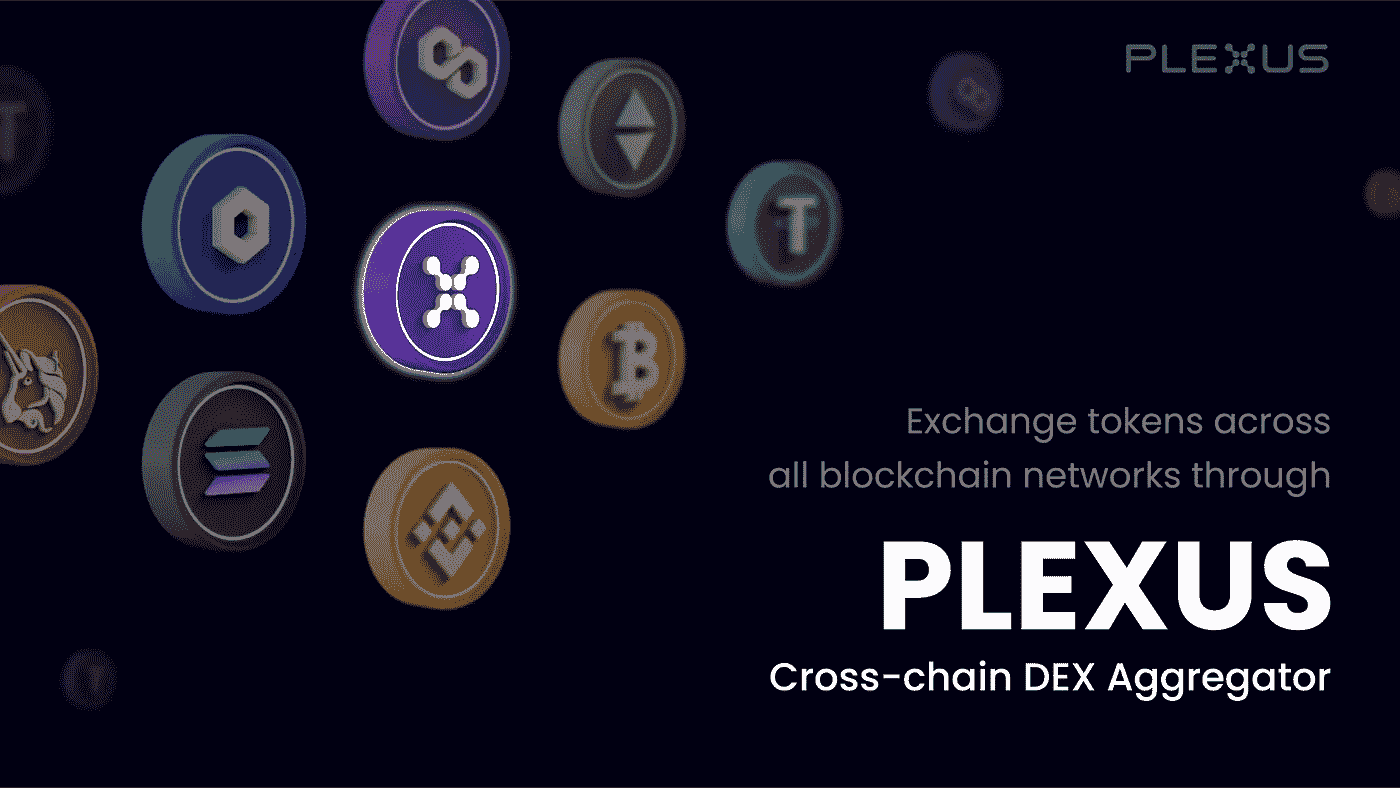 PLEXUS
Exchange tokens across
all blockchain networks through
PLEXUS
Cross-chain DEX Aggregator